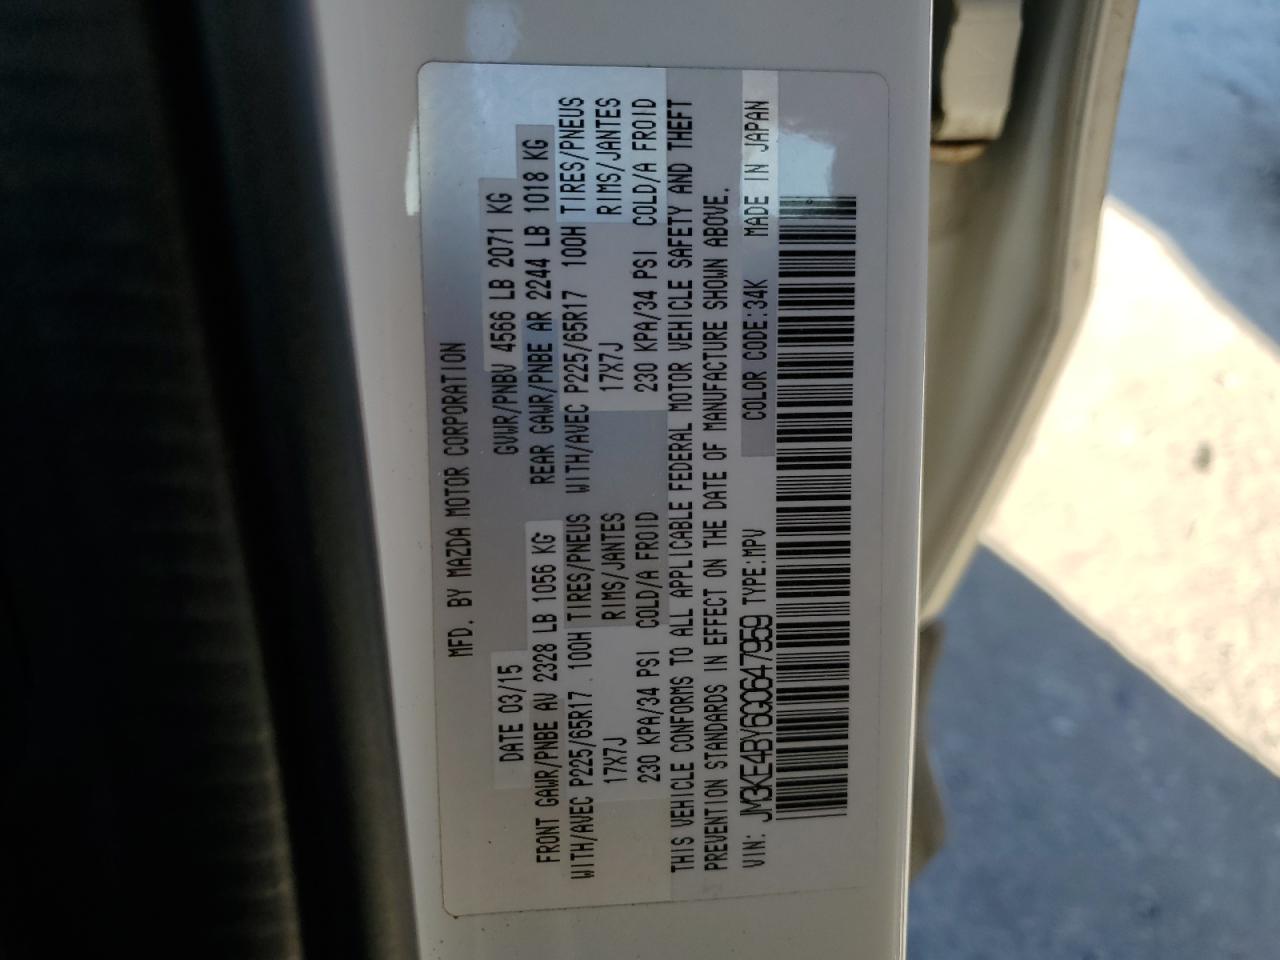 MFD. BY MAZDA MOTOR CORPORATION
DATE 03/15 GVWR/PNBV 4566 LB 2071 KG
FRONT GAWR/PNBE AV 2328 LB 1056 KG REAR GAWR/PNBE AR 2244 LB 1018 KG
WITH/AVEC P225/65R17 100H TIRES/PNEUS WITH/AVEC P225/65R17 100H TIRES/PNEUS
17X7J RIMS/JANTES 17X7J RIMS/JANTES
230 KPA/34 PSI COLD/A FROID 230 KPA/34 PSI COLD/A FROID
THIS VEHICLE CONFORMS TO ALL APPLICABLE FEDERAL MOTOR VEHICLE SAFETY AND THEFT
PREVENTION STANDARDS IN EFFECT ON THE DATE OF MANUFACTURE SHOWN ABOVE.
VIN: JM3KE4BY6G0647959 TYPE:MPV COLOR CODE:34K MADE IN JAPAN